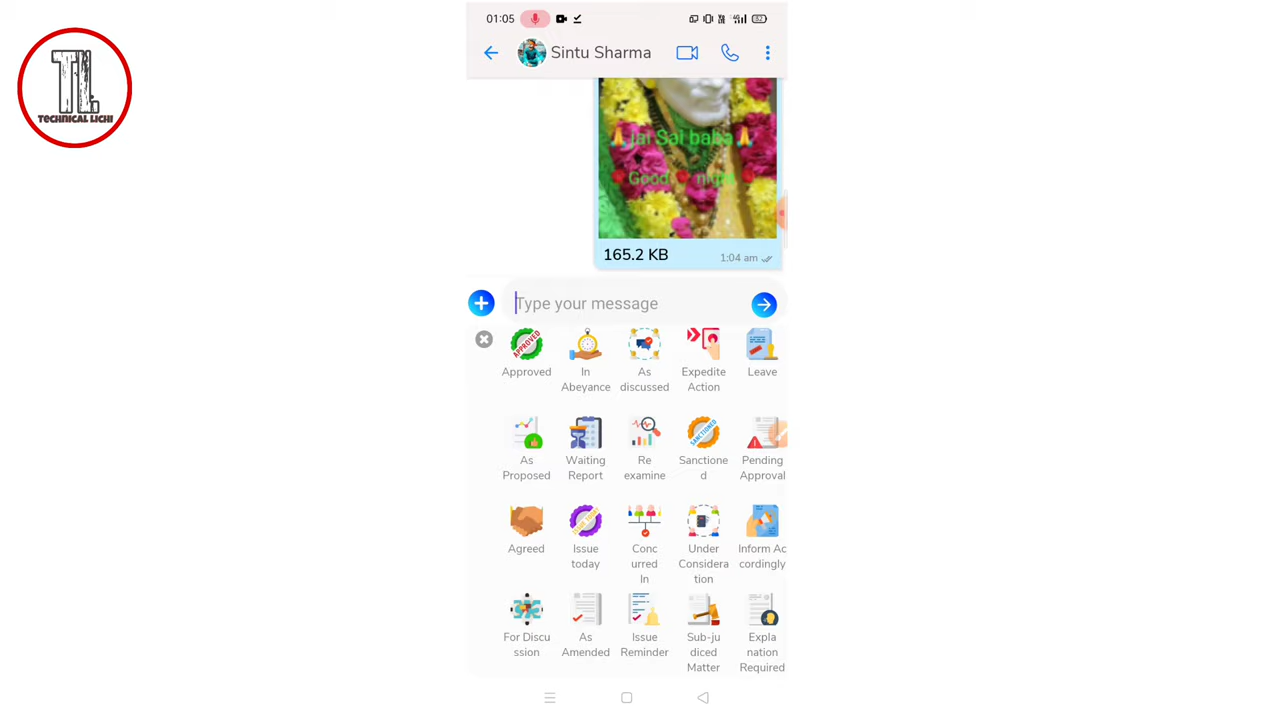 01:05
TECHNICAL LICHI
Sintu Sharma
🙏jai Sai baba🙏
Good night
165.2 KB
1:04 am
Type your message
Approved
In
Abeyance
As
discussed
Expedite
Action
Leave
As
Proposed
Waiting
Report
Re
examine
Sanctione
d
Pending
Approval
Agreed
Issue
today
Conc
urred
In
Under
Considera
tion
Inform Ac
cordingly
For Discu
ssion
As
Amended
Issue
Reminder
Sub-ju
diced
Matter
Expla
nation
Required